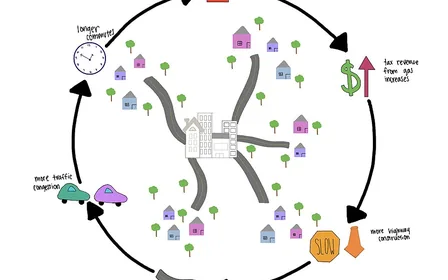 longer
commutes
tax revenue
from gas
increases
more traffic
congestion
SLOW
more highway
construction